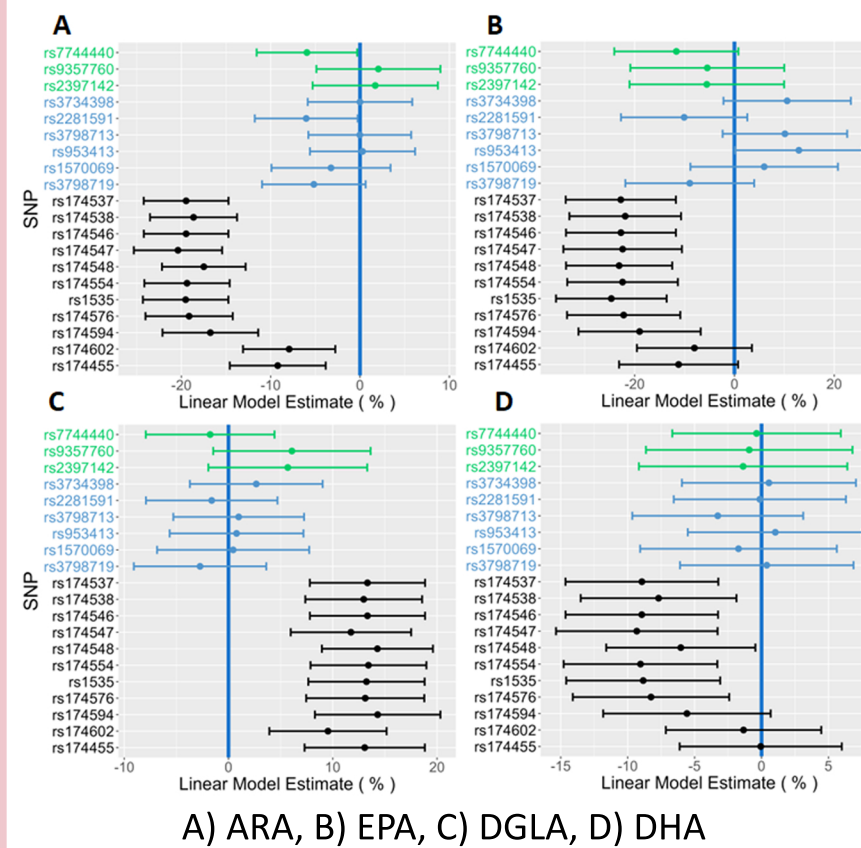 A
rs7744440
rs9357760
rs2397142
rs3734398
rs2281591
rs3798713
rs953413
rs1570069
rs3798719
rs174537
rs174538
rs174546
rs174547
rs174548
rs174554
rs1535
rs174576
rs174594
rs174602
rs174455
SNP
-20 -10 0 10
Linear Model Estimate ( % )
B
rs7744440
rs9357760
rs2397142
rs3734398
rs2281591
rs3798713
rs953413
rs1570069
rs3798719
rs174537
rs174538
rs174546
rs174547
rs174548
rs174554
rs1535
rs174576
rs174594
rs174602
rs174455
-20 0 20
Linear Model Estimate ( % )
C
rs7744440
rs9357760
rs2397142
rs3734398
rs2281591
rs3798713
rs953413
rs1570069
rs3798719
rs174537
rs174538
rs174546
rs174547
rs174548
rs174554
rs1535
rs174576
rs174594
rs174602
rs174455
SNP
-10 0 10 20
Linear Model Estimate ( % )
D
rs7744440
rs9357760
rs2397142
rs3734398
rs2281591
rs3798713
rs953413
rs1570069
rs3798719
rs174537
rs174538
rs174546
rs174547
rs174548
rs174554
rs1535
rs174576
rs174594
rs174602
rs174455
-15 -10 -5 0 5
Linear Model Estimate ( % )
A) ARA, B) EPA, C) DGLA, D) DHA